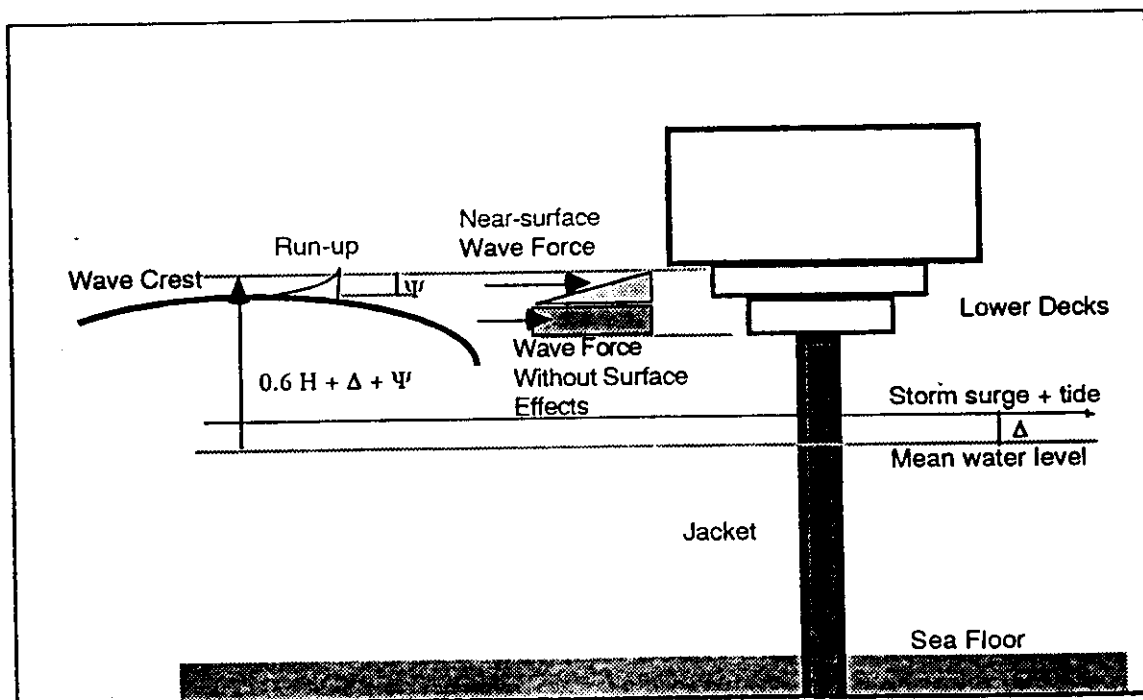 Near-surface
Wave Force
Run-up
Wave Crest
Ψ
Lower Decks
Wave Force
Without Surface
Effects
0.6 H + Δ + Ψ
Storm surge + tide
Δ
Mean water level
Jacket
Sea Floor